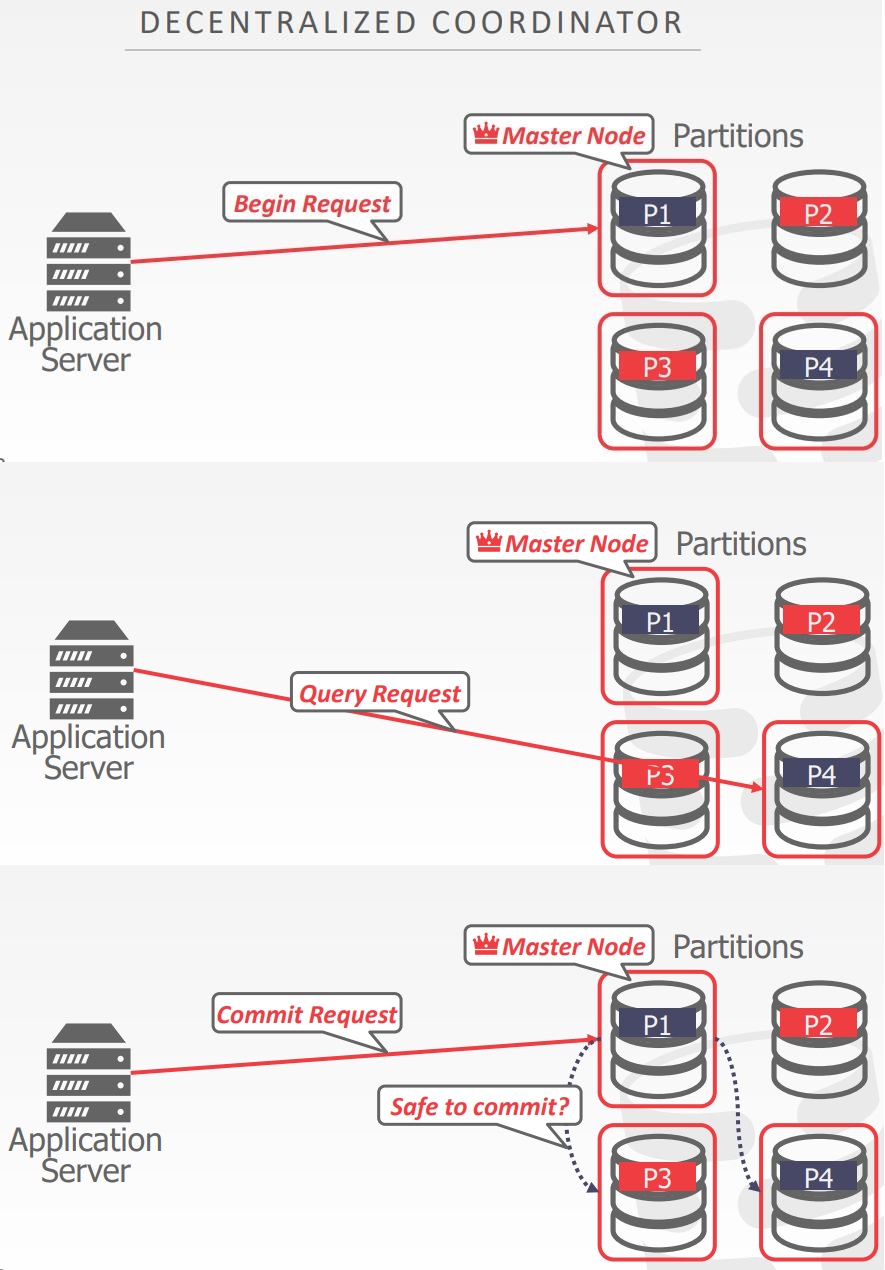 DECENTRALIZED COORDINATOR
Master Node
Partitions
Begin Request
P1
P2
Application
Server
P3
P4
Master Node
Partitions
P1
P2
Query Request
Application
Server
P3
P4
Master Node
Partitions
Commit Request
P1
P2
Safe to commit?
Application
Server
P3
P4